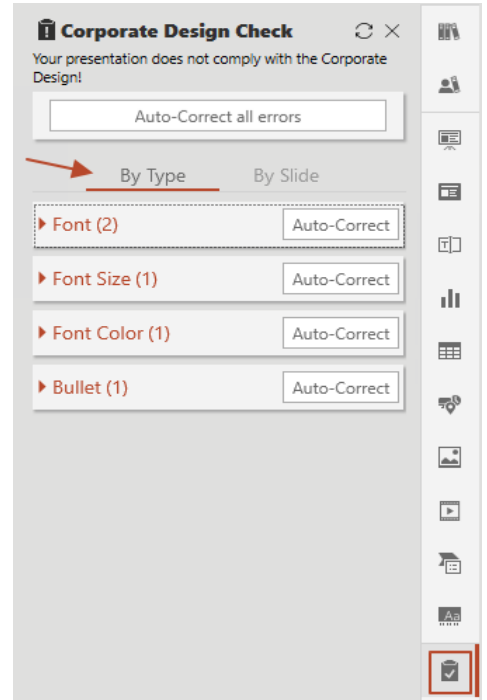 Corporate Design Check
Your presentation does not comply with the Corporate
Design!
Auto-Correct all errors
By Type
By Slide
Font (2)
Auto-Correct
Font Size (1)
Auto-Correct
Font Color (1)
Auto-Correct
Bullet (1)
Auto-Correct
T
Aa